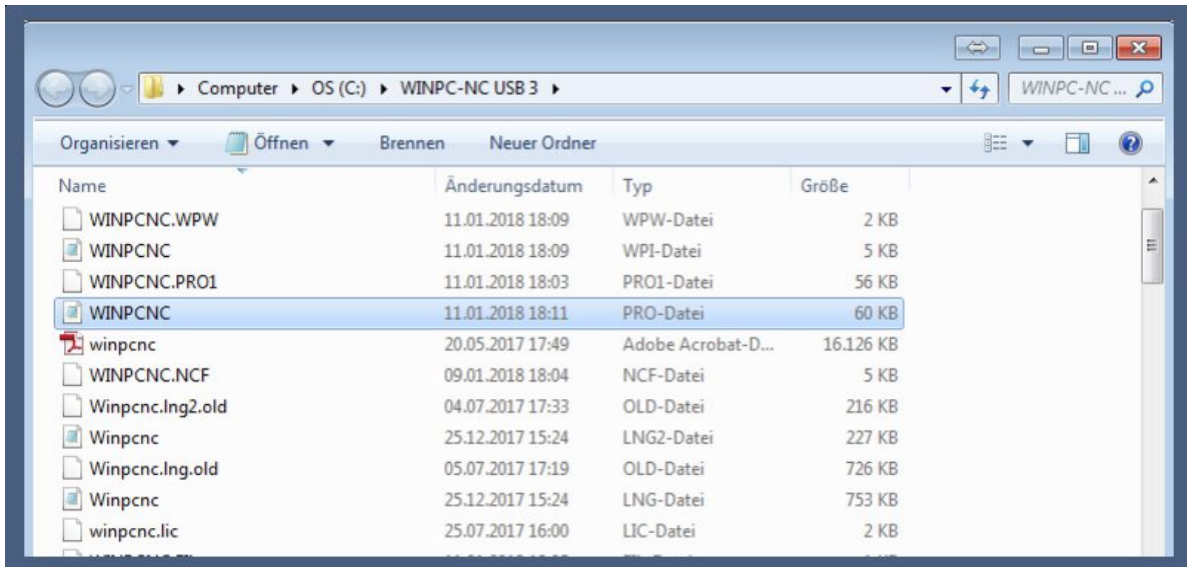 Computer ▸ OS (C:) ▸ WINPC-NC USB 3 ▸ WINPC-NC ...
Organisieren Öffnen Brennen Neuer Ordner
Name Änderungsdatum Typ Größe
WINPCNC.WPW 11.01.2018 18:09 WPW-Datei 2 KB
WINPCNC 11.01.2018 18:09 WPI-Datei 5 KB
WINPCNC.PRO1 11.01.2018 18:03 PRO1-Datei 56 KB
WINPCNC 11.01.2018 18:11 PRO-Datei 60 KB
winpcnc 20.05.2017 17:49 Adobe Acrobat-D... 16.126 KB
WINPCNC.NCF 09.01.2018 18:04 NCF-Datei 5 KB
Winpcnc.lng2.old 04.07.2017 17:33 OLD-Datei 216 KB
Winpcnc 25.12.2017 15:24 LNG2-Datei 227 KB
Winpcnc.lng.old 05.07.2017 17:19 OLD-Datei 726 KB
Winpcnc 25.12.2017 15:24 LNG-Datei 753 KB
winpcnc.lic 25.07.2017 16:00 LIC-Datei 2 KB